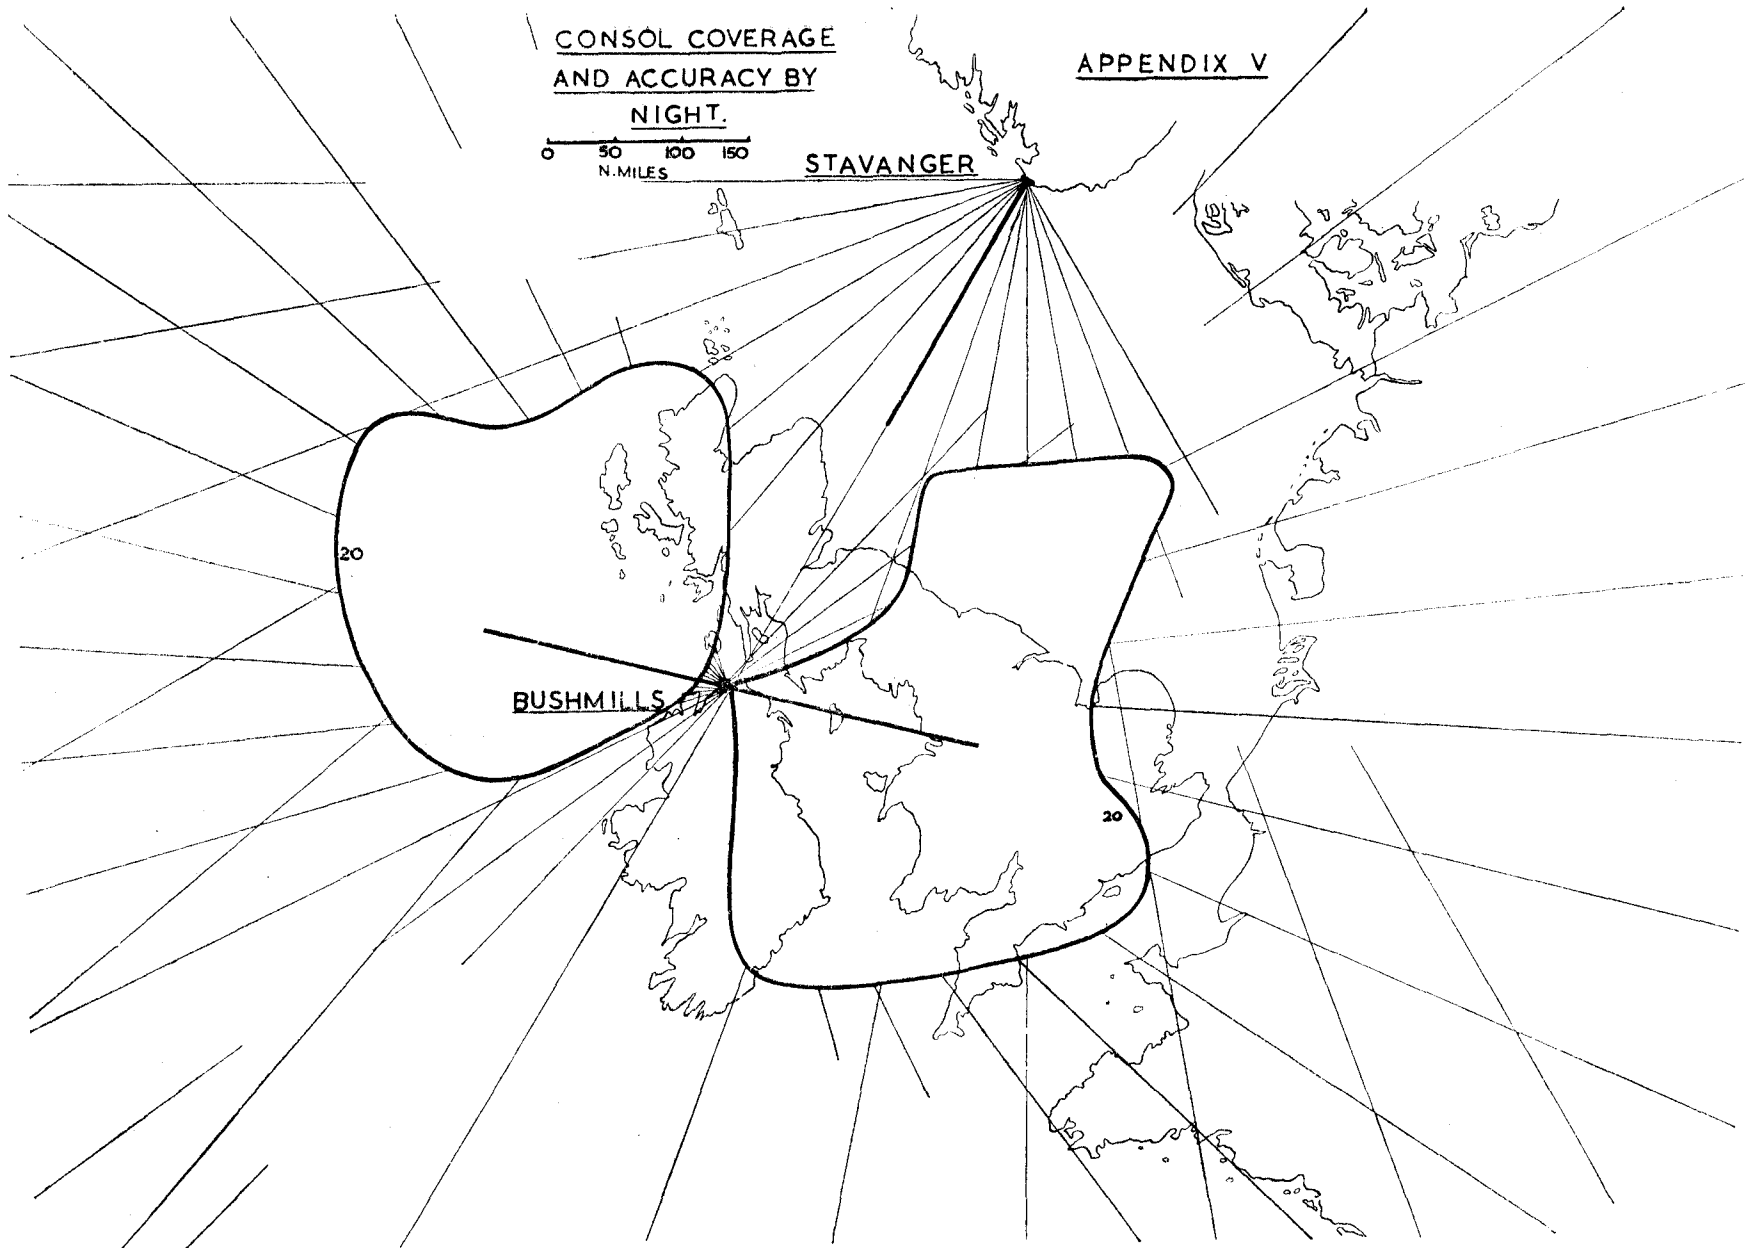 CONSOL COVERAGE
AND ACCURACY BY
NIGHT.
0 50 100 150
N.MILES
APPENDIX V
STAVANGER
20
BUSHMILLS
20